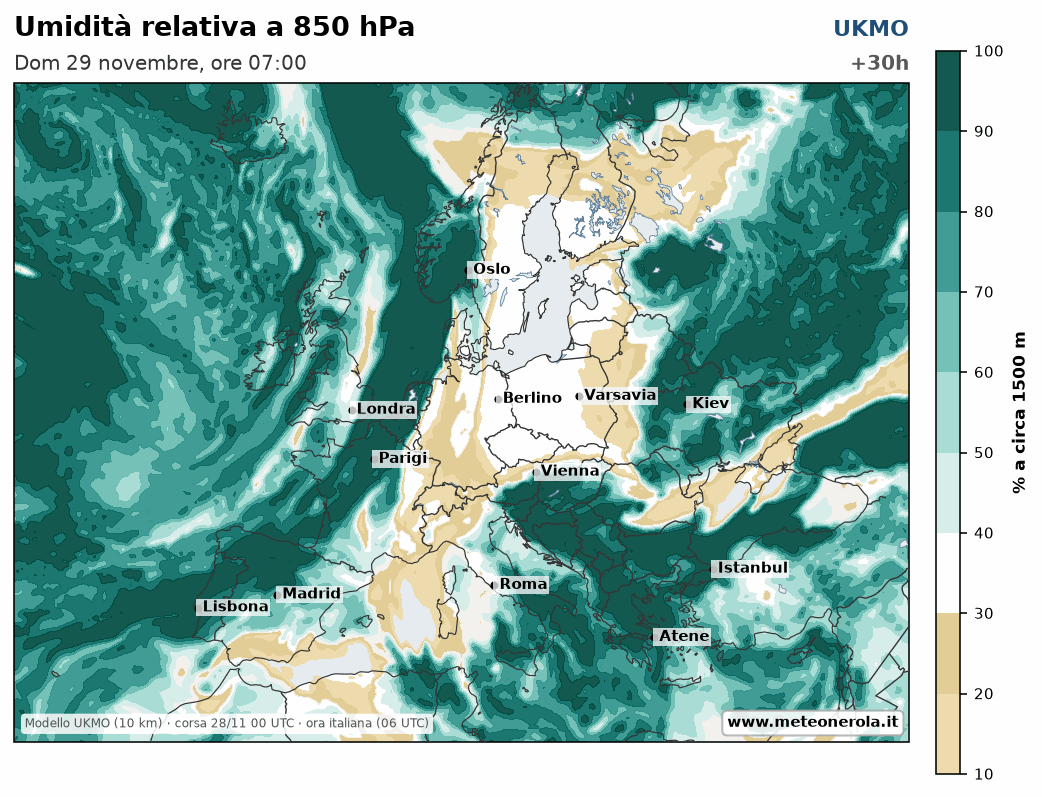 Umidità relativa a 850 hPa
UKMO
Dom 29 novembre, ore 07:00
+30h
Oslo
Londra
Berlino
Varsavia
Kiev
Parigi
Vienna
Madrid
Lisbona
Roma
Istanbul
Atene
Modello UKMO (10 km) · corsa 28/11 00 UTC · ora italiana (06 UTC)
www.meteonerola.it
100
90
80
70
60
50
40
30
20
10
% a circa 1500 m